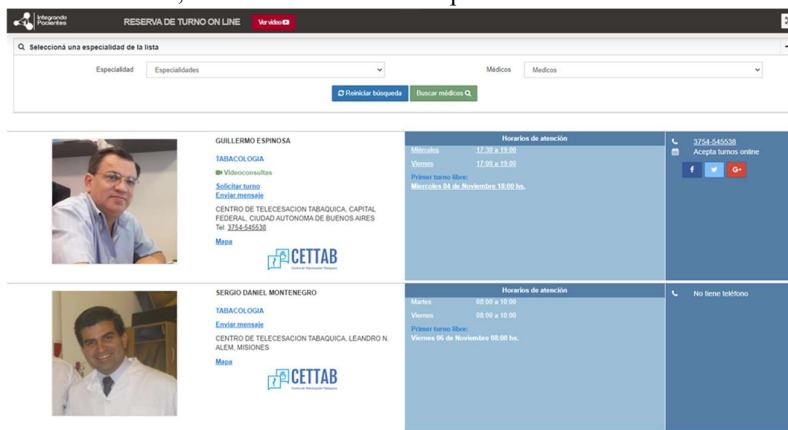 Integrando
Pacientes
RESERVA DE TURNO ON LINE
Ver video
Seleccioná una especialidad de la lista
Especialidad
Especialidades
Médicos
Medicos
Reiniciar búsqueda
Buscar médicos
GUILLERMO ESPINOSA
TABACOLOGIA
Videoconsultas
Solicitar turno
Enviar mensaje
CENTRO DE TELECESACION TABAQUICA, CAPITAL
FEDERAL, CIUDAD AUTONOMA DE BUENOS AIRES
Tel: 3754-545538
Mapa
CETTAB
Horarios de atención
Miércoles 17:30 a 19:00
Viernes 17:00 a 19:00
Primer turno libre:
Miercoles 04 de Noviembre 18:00 hs.
3754-545538
Acepta turnos online
f
G+
SERGIO DANIEL MONTENEGRO
TABACOLOGIA
Enviar mensaje
CENTRO DE TELECESACION TABAQUICA, LEANDRO N.
ALEM, MISIONES
Mapa
CETTAB
Horarios de atención
Martes 08:00 a 10:00
Viernes 08:00 a 10:00
Primer turno libre:
Viernes 06 de Noviembre 08:00 hs.
No tiene teléfono